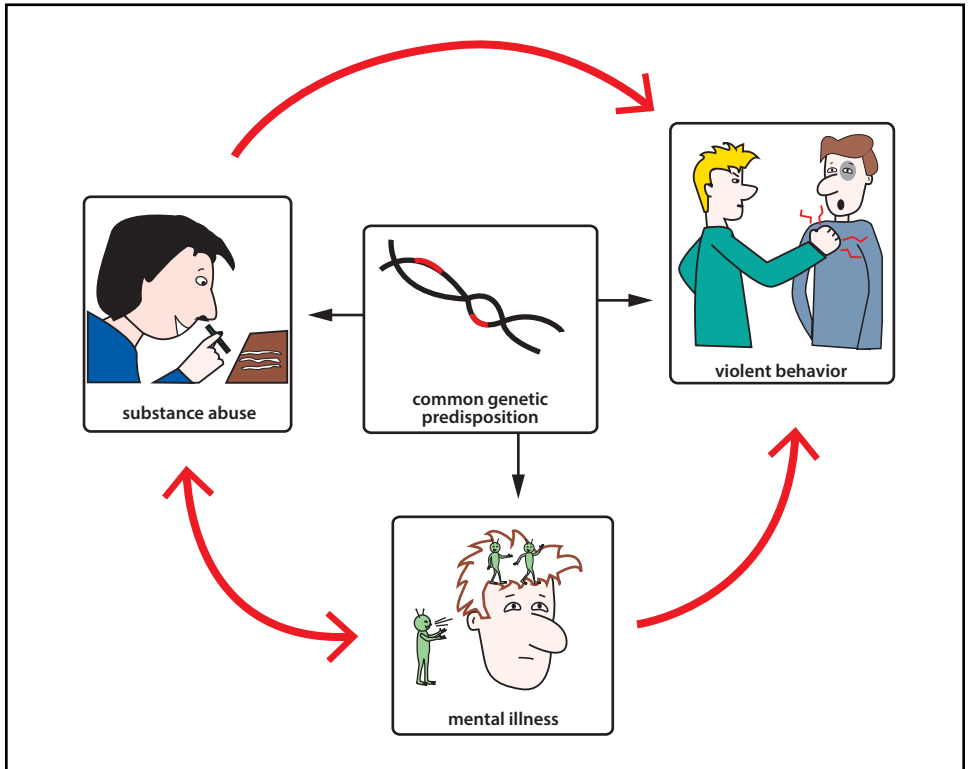 substance abuse
common genetic
predisposition
violent behavior
mental illness